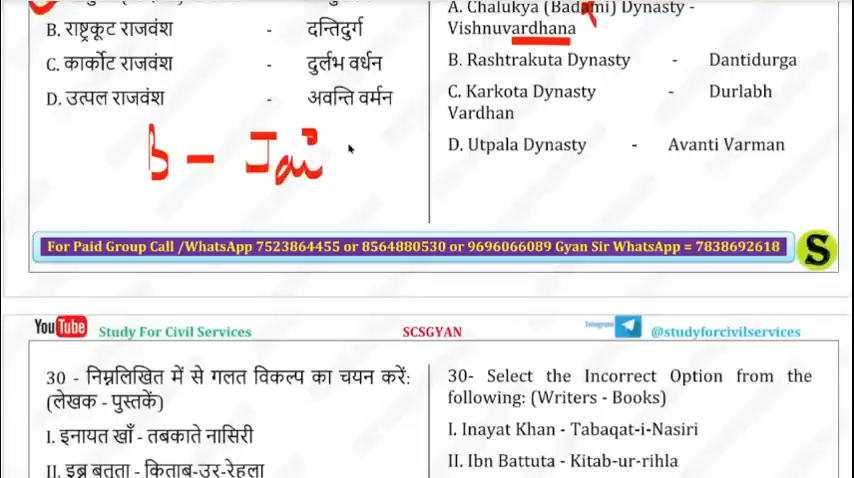 B. राष्ट्रकूट राजवंश - दन्तिदुर्ग
C. कार्कोट राजवंश - दुर्लभ वर्धन
D. उत्पल राजवंश - अवन्ति वर्मन
B - Jai
A. Chalukya (Badami) Dynasty -
Vishnuvardhana
B. Rashtrakuta Dynasty - Dantidurga
C. Karkota Dynasty - Durlabh
Vardhan
D. Utpala Dynasty - Avanti Varman
For Paid Group Call /WhatsApp 7523864455 or 8564880530 or 9696066089 Gyan Sir WhatsApp = 7838692618
S
YouTube Study For Civil Services SCSGYAN Telegram @studyforcivilservices
30 - निम्नलिखित में से गलत विकल्प का चयन करें:
(लेखक - पुस्तकें)
I. इनायत खाँ - तबकाते नासिरी
II. इब्न बतूता - किताब-उर-रेहला
30- Select the Incorrect Option from the
following: (Writers - Books)
I. Inayat Khan - Tabaqat-i-Nasiri
II. Ibn Battuta - Kitab-ur-rihla